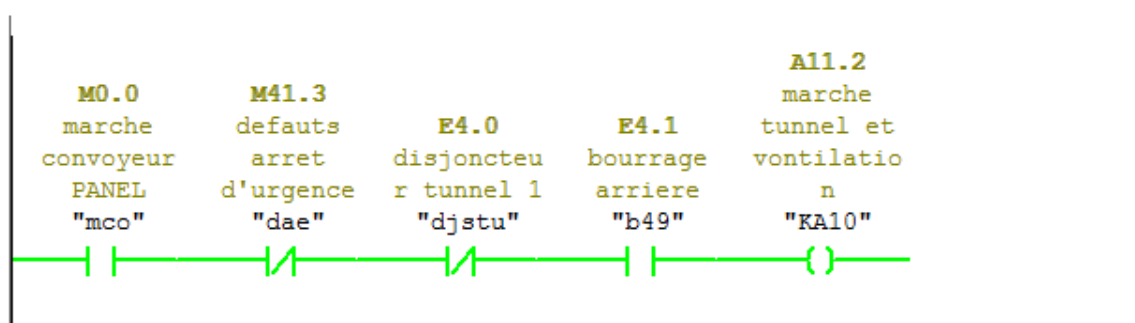 M0.0
marche
convoyeur
PANEL
"mco"
M41.3
defauts
arret
d'urgence
"dae"
E4.0
disjoncteu
r tunnel 1
"djstu"
E4.1
bourrage
arriere
"b49"
A11.2
marche
tunnel et
vontilatio
n
"KA10"